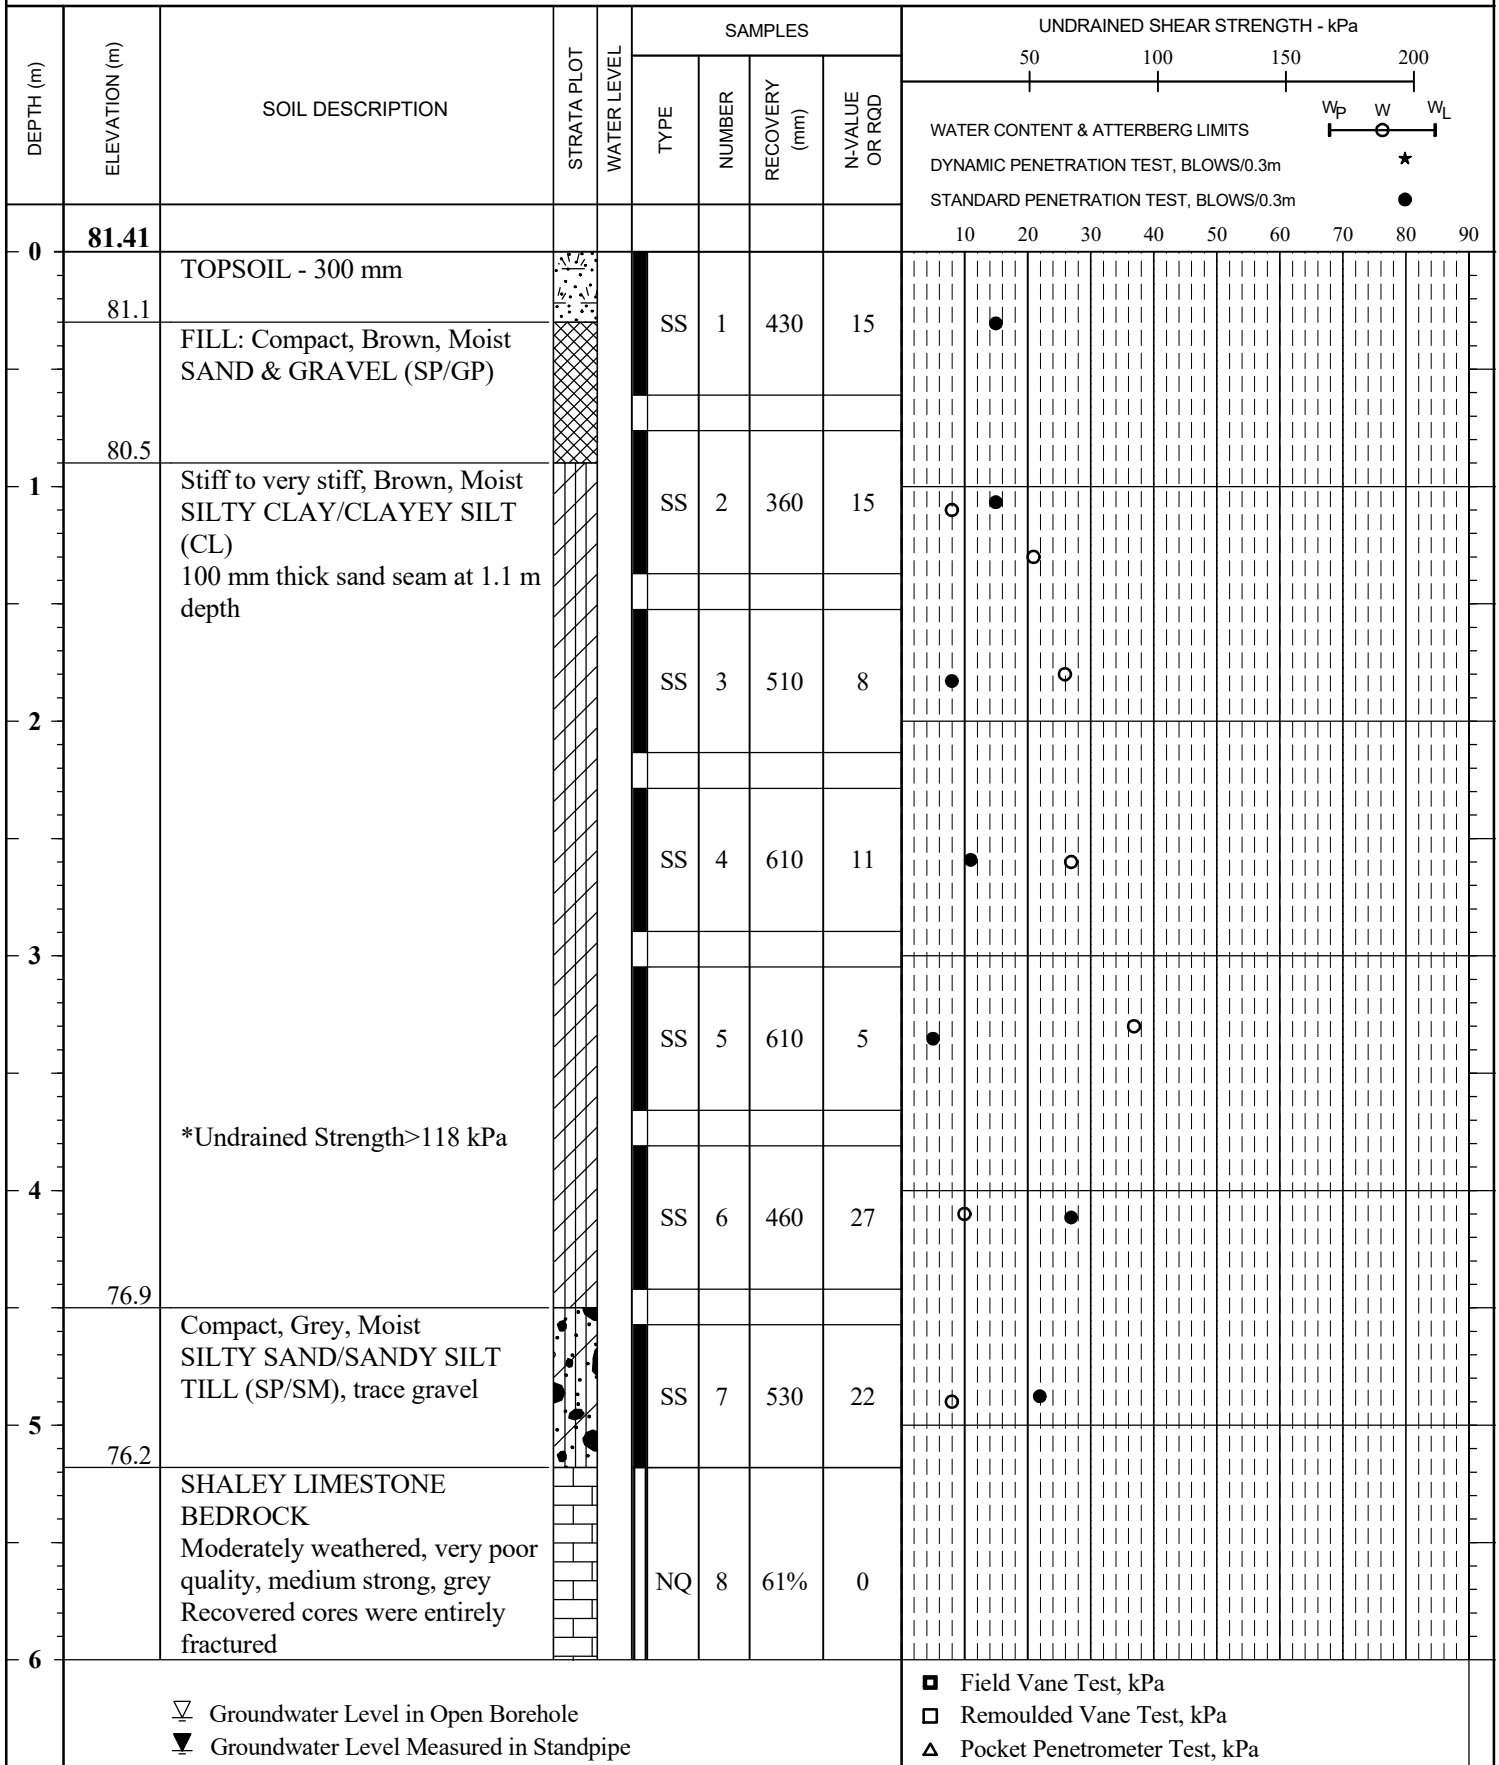 DEPTH (m)
ELEVATION (m)
SOIL DESCRIPTION
STRATA PLOT
WATER LEVEL
SAMPLES
TYPE
NUMBER
RECOVERY
(mm)
N-VALUE
OR RQD
UNDRAINED SHEAR STRENGTH - kPa
50 100 150 200
WP W WL
WATER CONTENT & ATTERBERG LIMITS
DYNAMIC PENETRATION TEST, BLOWS/0.3m ★
STANDARD PENETRATION TEST, BLOWS/0.3m ●
10 20 30 40 50 60 70 80 90
81.41
0
TOPSOIL - 300 mm
81.1
SS 1 430 15
FILL: Compact, Brown, Moist
SAND & GRAVEL (SP/GP)
80.5
1
Stiff to very stiff, Brown, Moist
SILTY CLAY/CLAYEY SILT
(CL)
100 mm thick sand seam at 1.1 m
depth
SS 2 360 15
SS 3 510 8
2
SS 4 610 11
3
SS 5 610 5
*Undrained Strength>118 kPa
4
SS 6 460 27
76.9
Compact, Grey, Moist
SILTY SAND/SANDY SILT
TILL (SP/SM), trace gravel
SS 7 530 22
5
76.2
SHALEY LIMESTONE
BEDROCK
Moderately weathered, very poor
quality, medium strong, grey
Recovered cores were entirely
fractured
NQ 8 61% 0
6
Groundwater Level in Open Borehole
Groundwater Level Measured in Standpipe
Field Vane Test, kPa
Remoulded Vane Test, kPa
Pocket Penetrometer Test, kPa